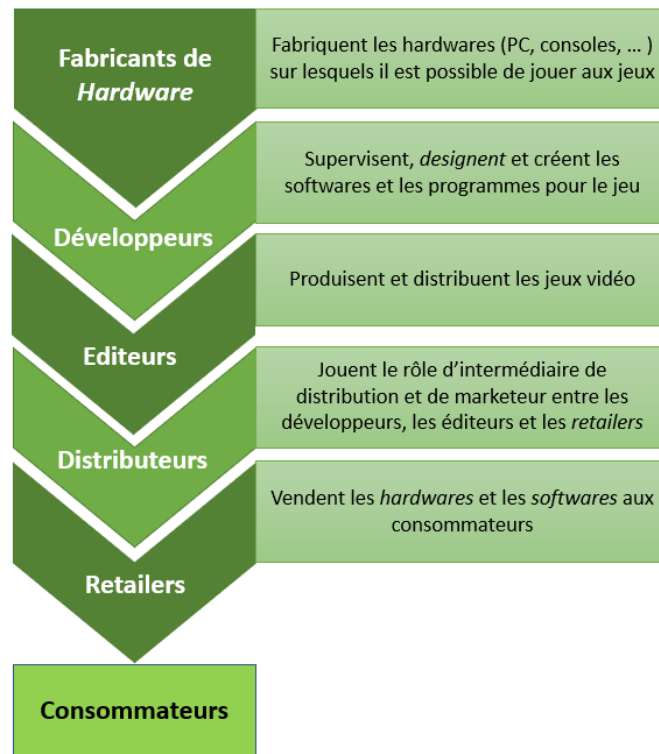 Fabricants de
Hardware
Fabriquent les hardwares (PC, consoles, ... )
sur lesquels il est possible de jouer aux jeux
Développeurs
Supervisent, designent et créent les
softwares et les programmes pour le jeu
Editeurs
Produisent et distribuent les jeux vidéo
Distributeurs
Jouent le rôle d'intermédiaire de
distribution et de marketeur entre les
développeurs, les éditeurs et les retailers
Retailers
Vendent les hardwares et les softwares aux
consommateurs
Consommateurs